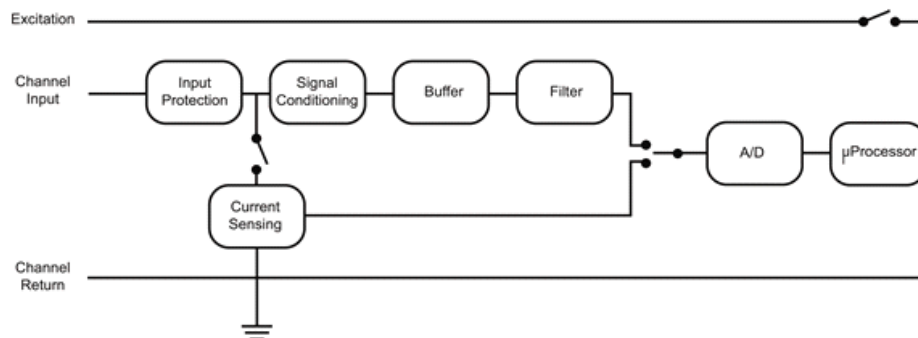 Excitation
Channel
Input
Input
Protection
Signal
Conditioning
Buffer
Filter
A/D
μProcessor
Current
Sensing
Channel
Return